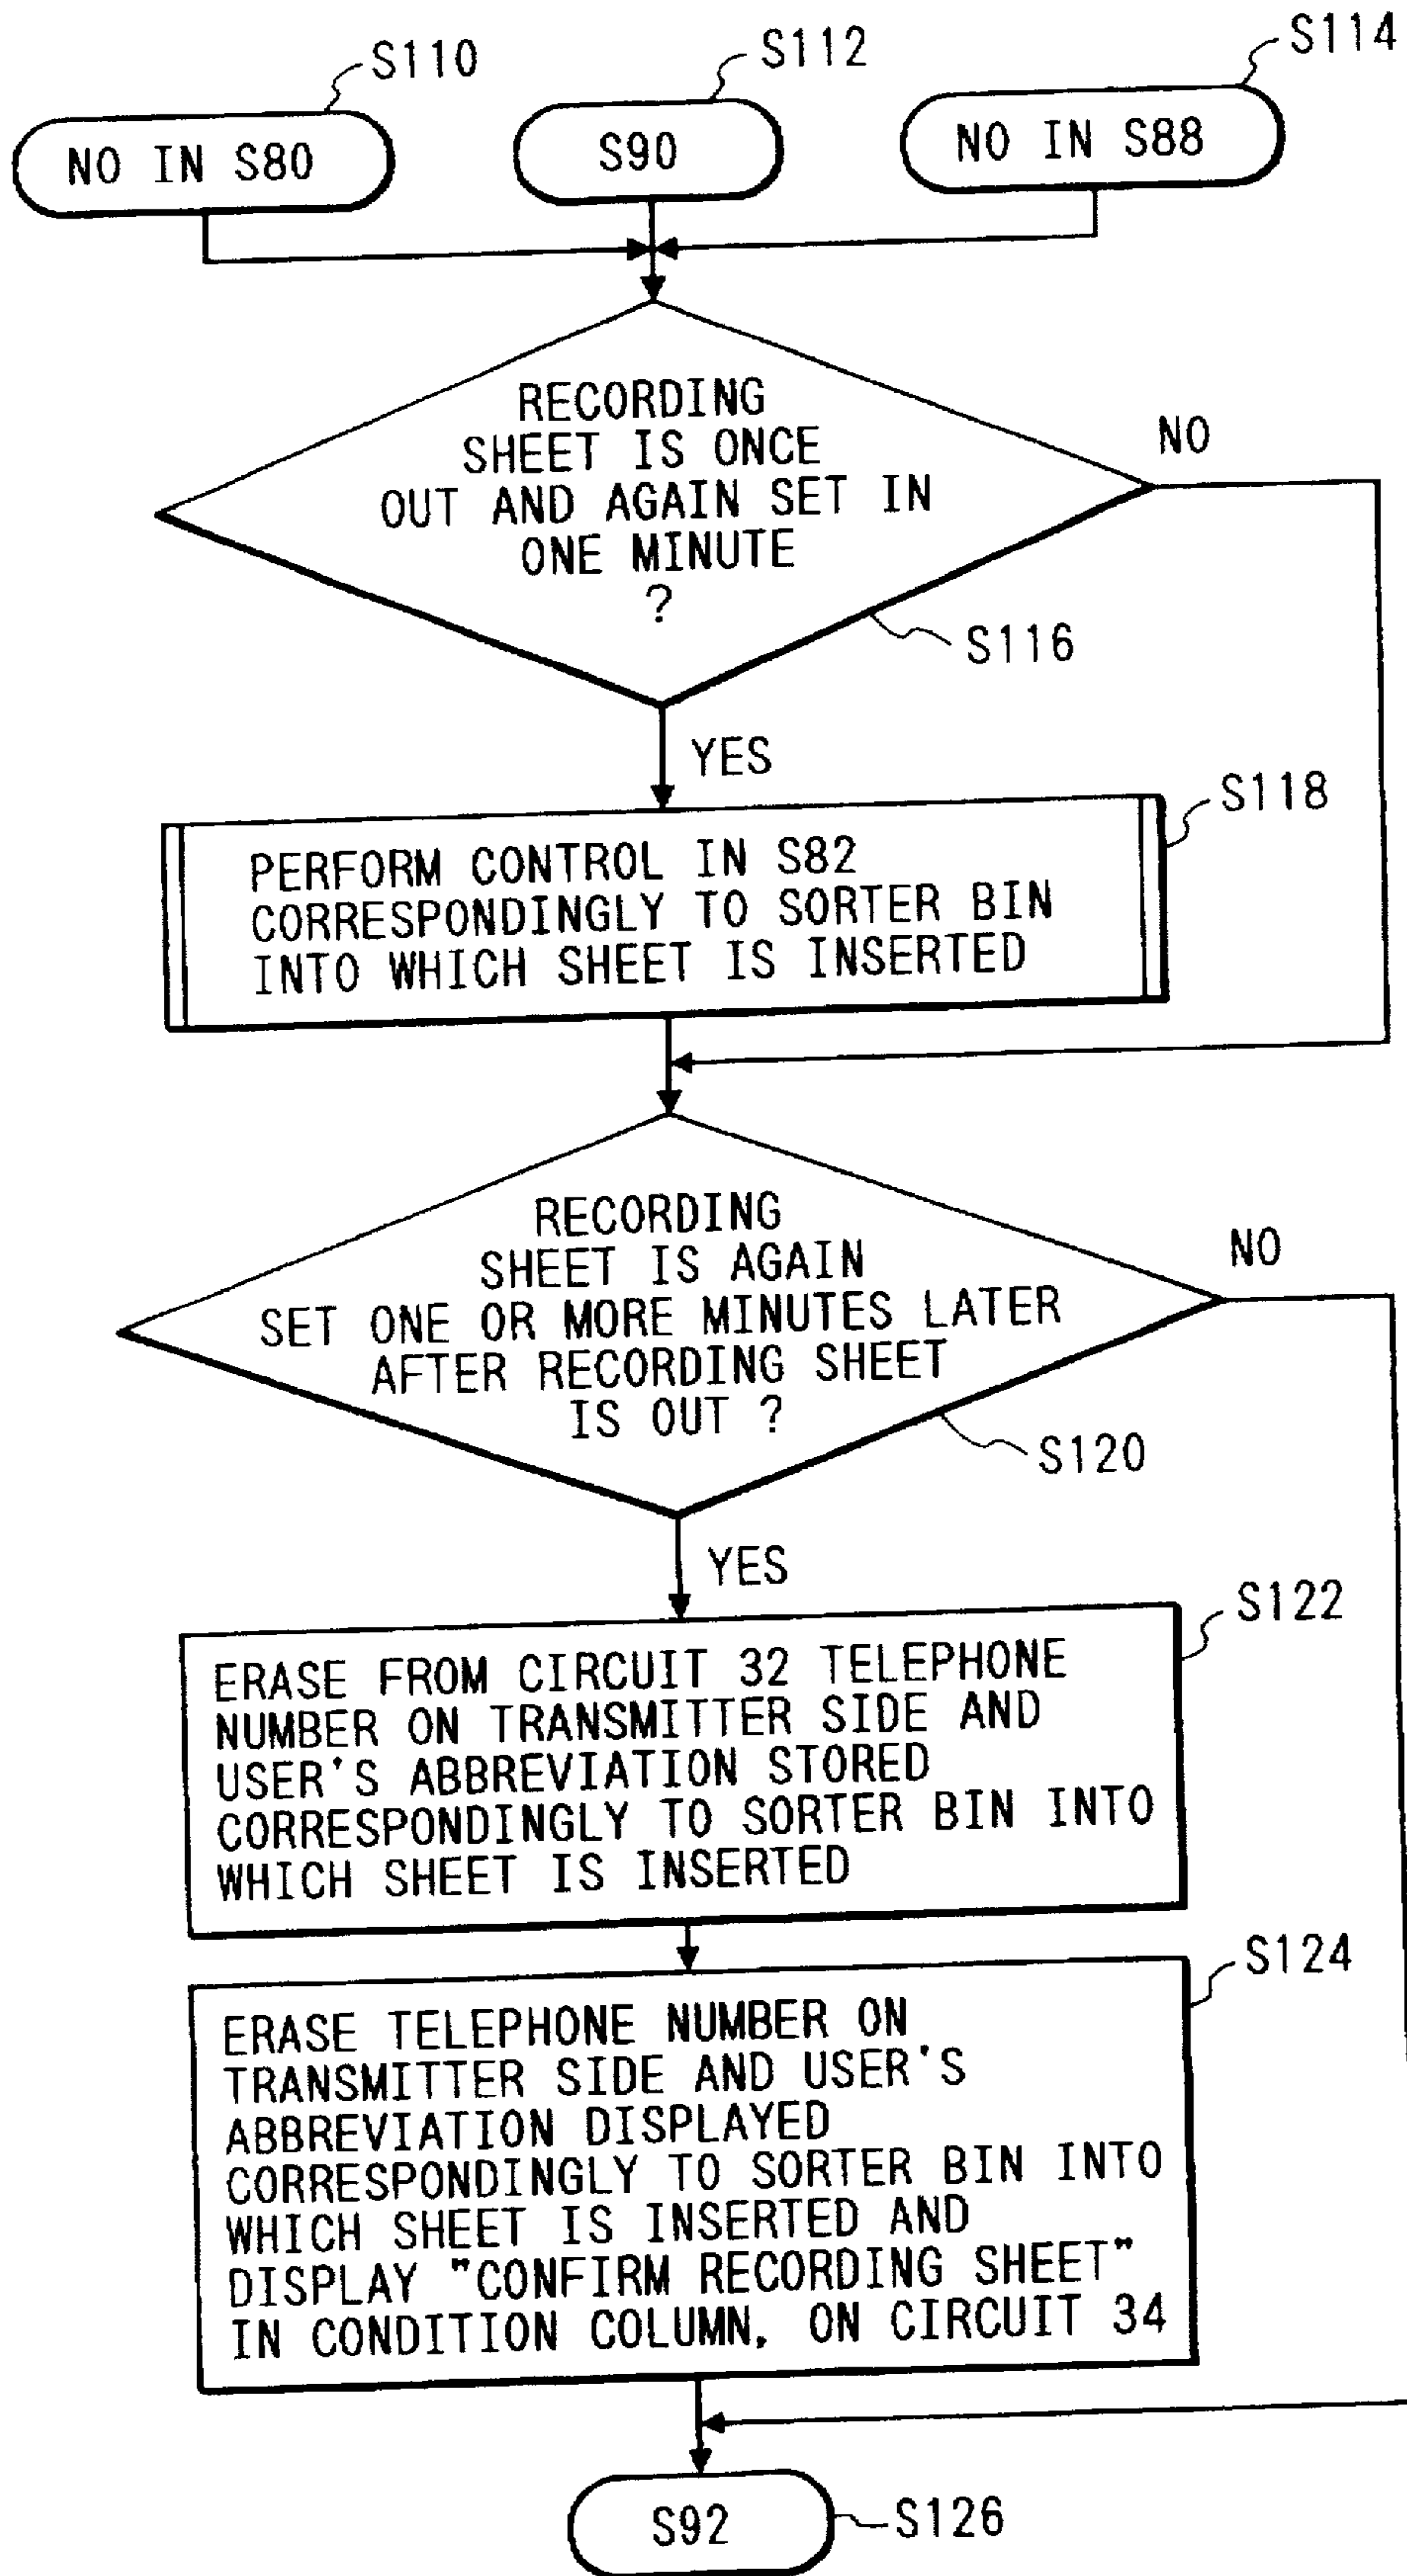 S110
S112
S114
NO IN S80
S90
NO IN S88
RECORDING
SHEET IS ONCE
OUT AND AGAIN SET IN
ONE MINUTE
?
NO
S116
YES
S118
PERFORM CONTROL IN S82
CORRESPONDINGLY TO SORTER BIN
INTO WHICH SHEET IS INSERTED
RECORDING
SHEET IS AGAIN
SET ONE OR MORE MINUTES LATER
AFTER RECORDING SHEET
IS OUT ?
NO
S120
YES
S122
ERASE FROM CIRCUIT 32 TELEPHONE
NUMBER ON TRANSMITTER SIDE AND
USER'S ABBREVIATION STORED
CORRESPONDINGLY TO SORTER BIN INTO
WHICH SHEET IS INSERTED
S124
ERASE TELEPHONE NUMBER ON
TRANSMITTER SIDE AND USER'S
ABBREVIATION DISPLAYED
CORRESPONDINGLY TO SORTER BIN INTO
WHICH SHEET IS INSERTED AND
DISPLAY "CONFIRM RECORDING SHEET"
IN CONDITION COLUMN, ON CIRCUIT 34
S92
S126